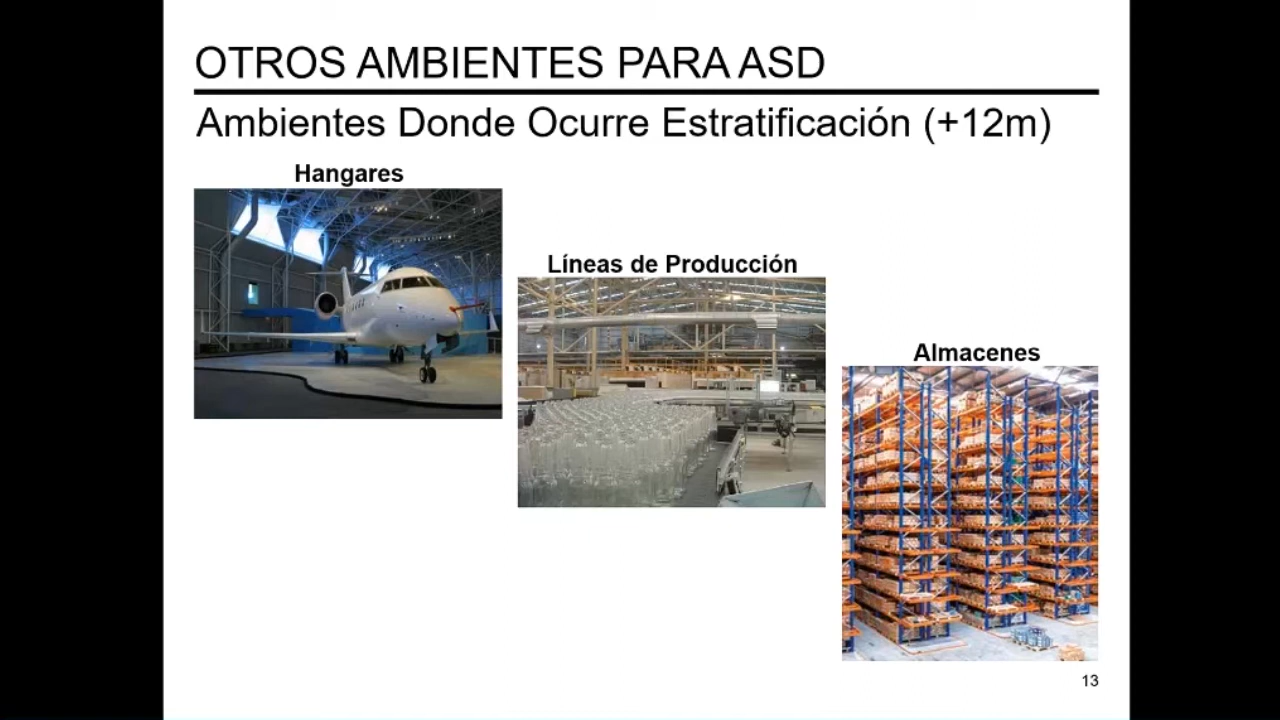 OTROS AMBIENTES PARA ASD
Ambientes Donde Ocurre Estratificación (+12m)
Hangares
Líneas de Producción
Almacenes
13